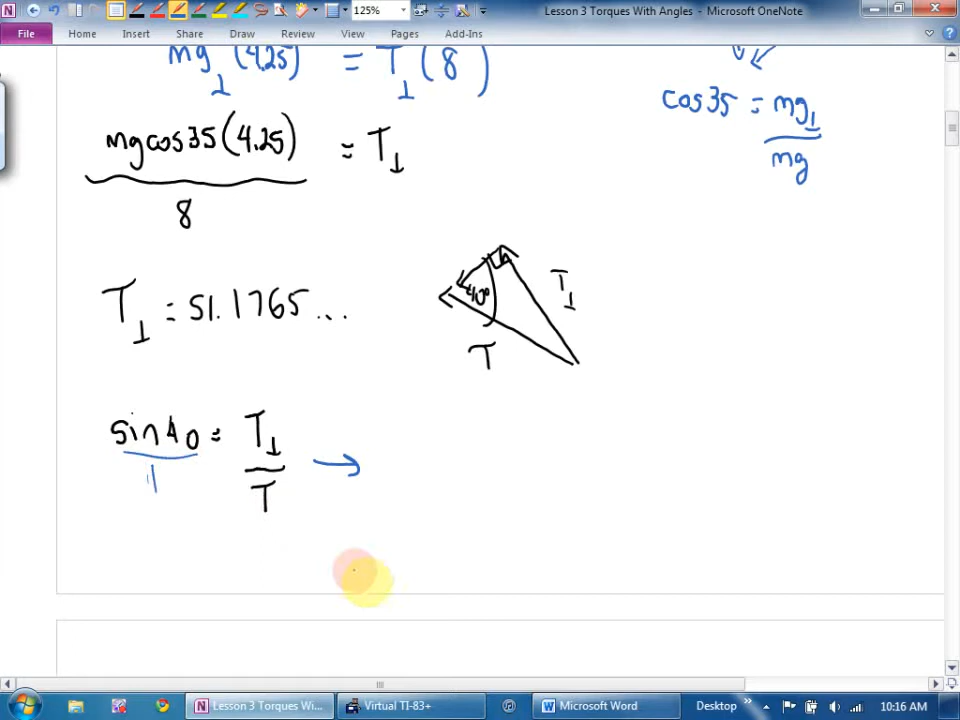 125%
Lesson 3 Torques With Angles - Microsoft OneNote
File Home Insert Share Draw Review View Pages Add-Ins
mg⊥ (4.25) = T⊥ (8)
cos35 = mg⊥
mg
mgcos35(4.25) = T⊥
8
T⊥ = 51.1765...
40°
T⊥
T
sin40 = T⊥ →
1
T
Lesson 3 Torques Wi... Virtual TI-83+ Microsoft Word Desktop » 10:16 AM